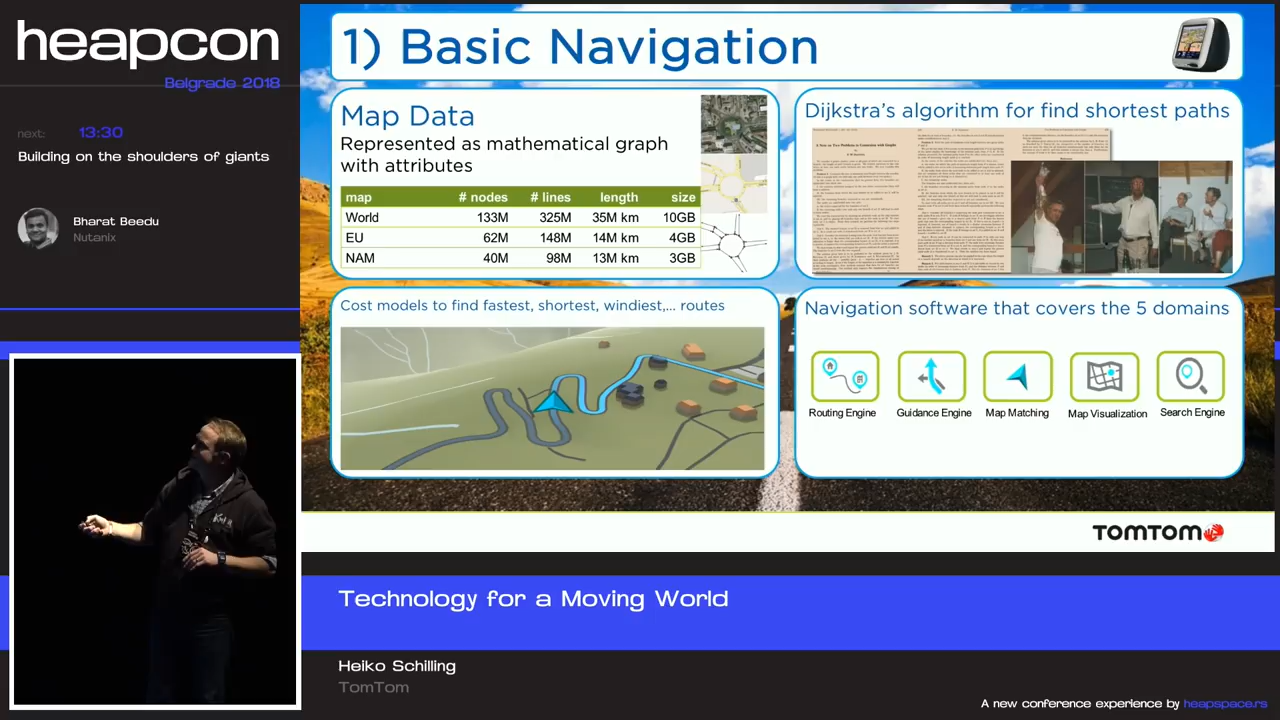 heapcon
Belgrade 2018
next: 13:30
Building on the shoulders of giants
Bharat Beedu
Nutanix
1) Basic Navigation
Map Data
Represented as mathematical graph
with attributes
map # nodes # lines length size
World 133M 325M 35M km 10GB
EU 62M 148M 14M km 4GB
NAM 40M 98M 13M km 3GB
Dijkstra's algorithm for find shortest paths
Cost models to find fastest, shortest, windiest,... routes
Navigation software that covers the 5 domains
Routing Engine Guidance Engine Map Matching Map Visualization Search Engine
TOMTOM
Technology for a Moving World
Heiko Schilling
TomTom
A new conference experience by heapspace.rs